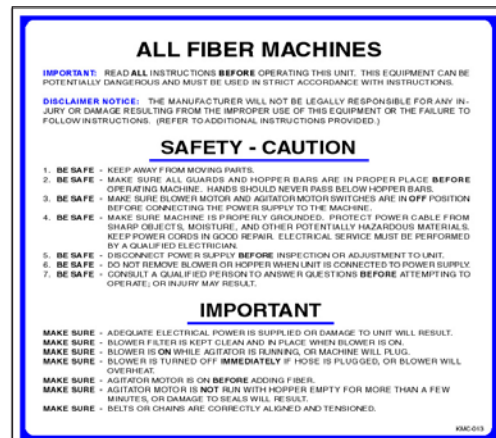 ALL FIBER MACHINES
IMPORTANT: READ ALL INSTRUCTIONS BEFORE OPERATING THIS UNIT. THIS EQUIPMENT CAN BE
POTENTIALLY DANGEROUS AND MUST BE USED IN STRICT ACCORDANCE WITH INSTRUCTIONS.
DISCLAIMER NOTICE: THE MANUFACTURER WILL NOT BE LEGALLY RESPONSIBLE FOR ANY IN-
JURY OR DAMAGE RESULTING FROM THE IMPROPER USE OF THIS EQUIPMENT OR THE FAILURE TO
FOLLOW INSTRUCTIONS. (REFER TO ADDITIONAL INSTRUCTIONS PROVIDED.)
SAFETY - CAUTION
1. BE SAFE - KEEP AWAY FROM MOVING PARTS.
2. BE SAFE - MAKE SURE ALL GUARDS AND HOPPER BARS ARE IN PROPER PLACE BEFORE
OPERATING MACHINE. HANDS SHOULD NEVER PASS BELOW HOPPER BARS.
3. BE SAFE - MAKE SURE BLOWER MOTOR AND AGITATOR MOTOR SWITCHES ARE IN OFF POSITION
BEFORE CONNECTING THE POWER SUPPLY TO THE MACHINE.
4. BE SAFE - MAKE SURE MACHINE IS PROPERLY GROUNDED. PROTECT POWER CABLE FROM
SHARP OBJECTS, MOISTURE, AND OTHER POTENTIALLY HAZARDOUS MATERIALS.
KEEP POWER CORDS IN GOOD REPAIR. ELECTRICAL SERVICE MUST BE PERFORMED
BY A QUALIFIED ELECTRICIAN.
5. BE SAFE - DISCONNECT POWER SUPPLY BEFORE INSPECTION OR ADJUSTMENT TO UNIT.
6. BE SAFE - DO NOT REMOVE BLOWER OR HOPPER WHEN UNIT IS CONNECTED TO POWER SUPPLY.
7. BE SAFE - CONSULT A QUALIFIED PERSON TO ANSWER QUESTIONS BEFORE ATTEMPTING TO
OPERATE; OR INJURY MAY RESULT.
IMPORTANT
MAKE SURE - ADEQUATE ELECTRICAL POWER IS SUPPLIED OR DAMAGE TO UNIT WILL RESULT.
MAKE SURE - BLOWER FILTER IS KEPT CLEAN AND IN PLACE WHEN BLOWER IS ON.
MAKE SURE - BLOWER IS ON WHILE AGITATOR IS RUNNING, OR MACHINE WILL PLUG.
MAKE SURE - BLOWER IS TURNED OFF IMMEDIATELY IF HOSE IS PLUGGED, OR BLOWER WILL
OVERHEAT.
MAKE SURE - AGITATOR MOTOR IS ON BEFORE ADDING FIBER.
MAKE SURE - AGITATOR MOTOR IS NOT RUN WITH HOPPER EMPTY FOR MORE THAN A FEW
MINUTES, OR DAMAGE TO SEALS WILL RESULT.
MAKE SURE - BELTS OR CHAINS ARE CORRECTLY ALIGNED AND TENSIONED.
KMC-013